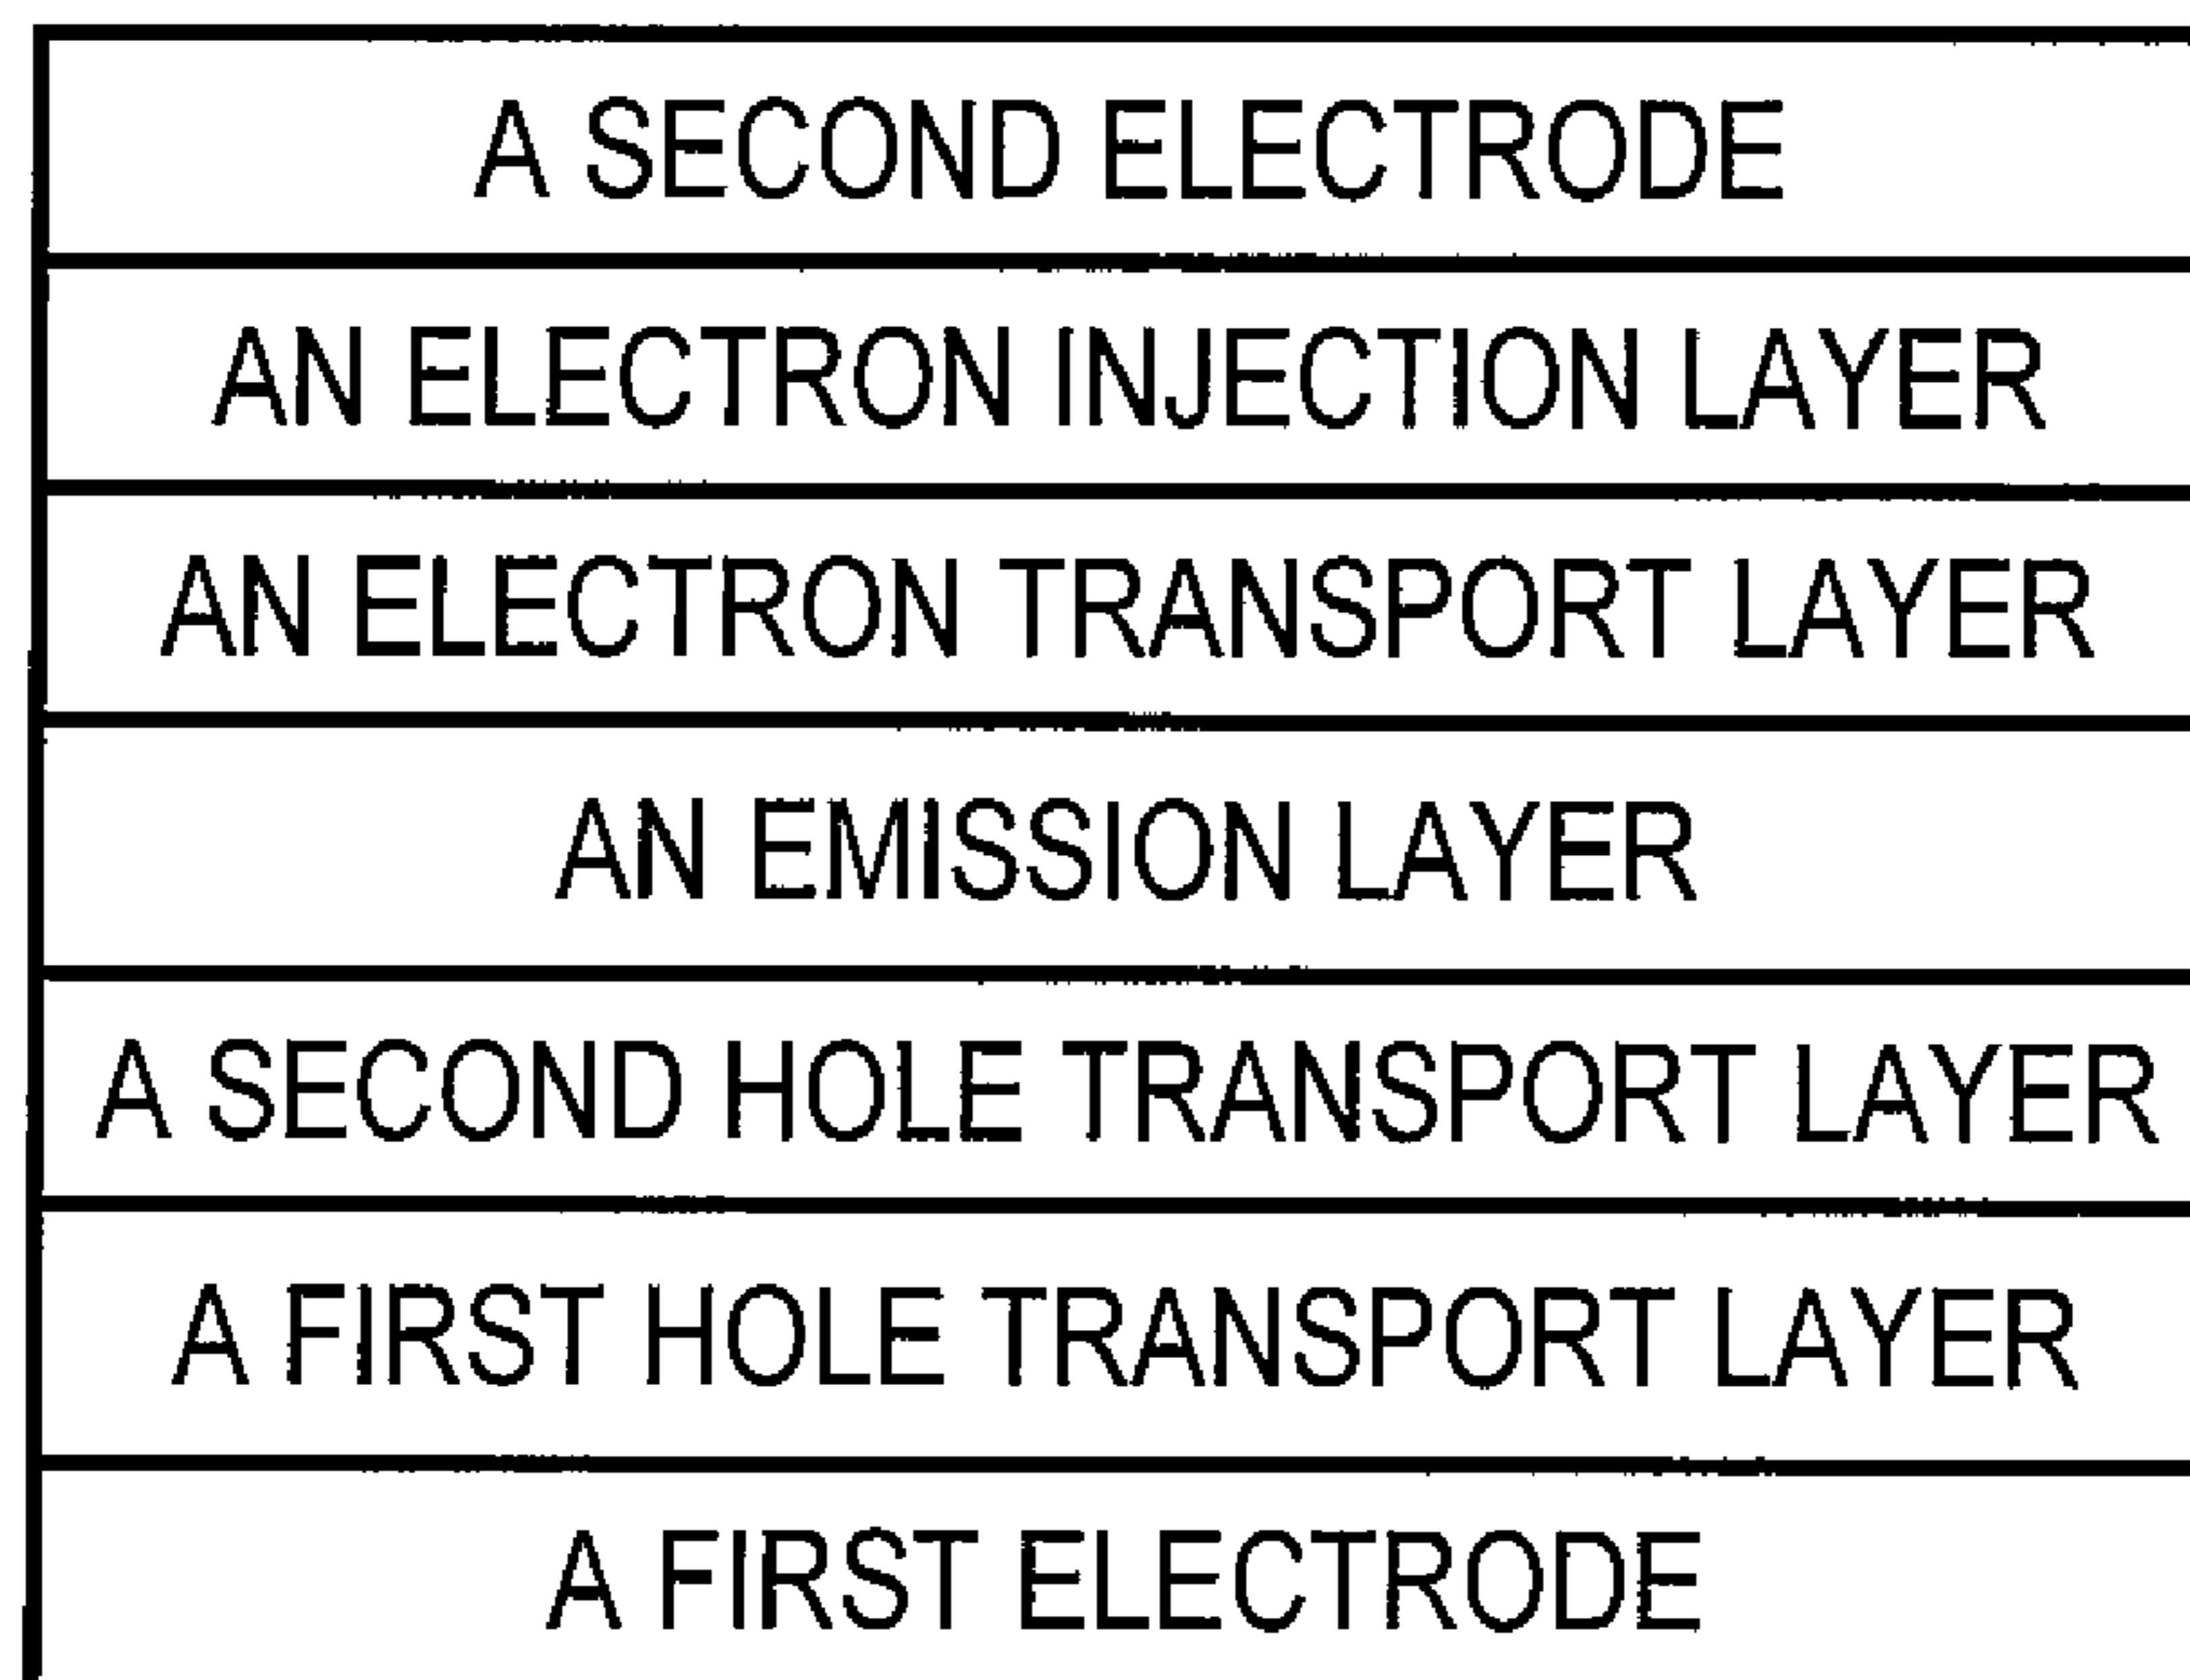 A SECOND ELECTRODE
AN ELECTRON INJECTION LAYER
AN ELECTRON TRANSPORT LAYER
AN EMISSION LAYER
A SECOND HOLE TRANSPORT LAYER
A FIRST HOLE TRANSPORT LAYER
A FIRST ELECTRODE